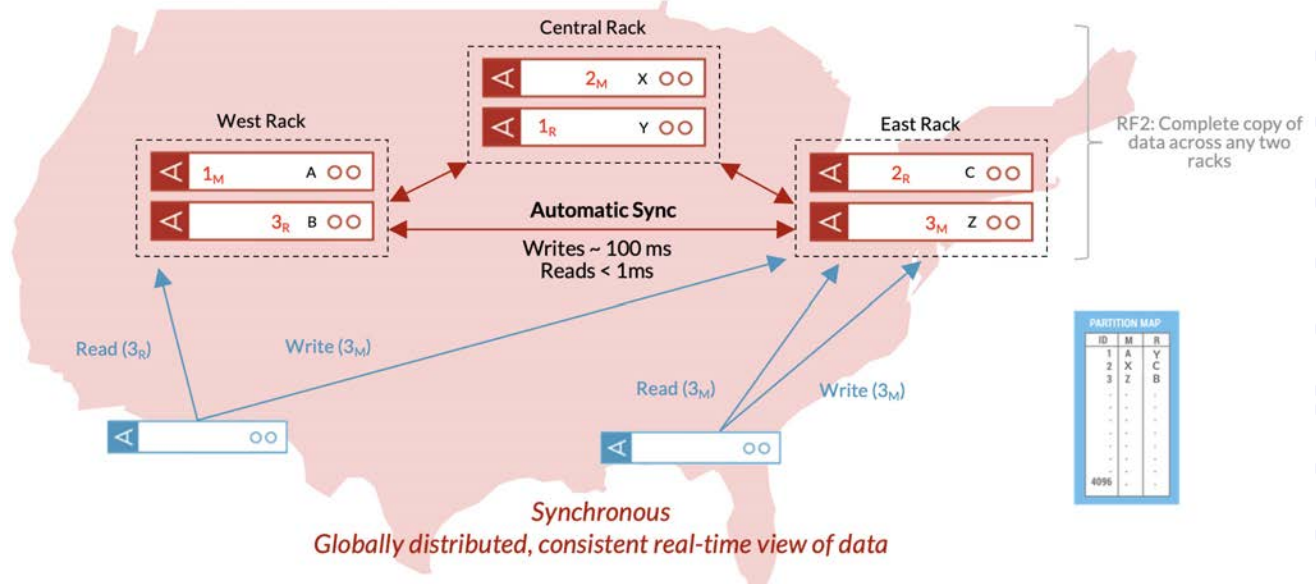 Central Rack
2M X
1R Y
West Rack
1M A
3R B
East Rack
2R C
3M Z
RF2: Complete copy of
data across any two
racks
Automatic Sync
Writes ~ 100 ms
Reads < 1ms
Read (3R)
Write (3M)
Read (3M)
Write (3M)
PARTITION MAP
ID M R
1 A Y
2 X C
3 Z B
4096
Synchronous
Globally distributed, consistent real-time view of data